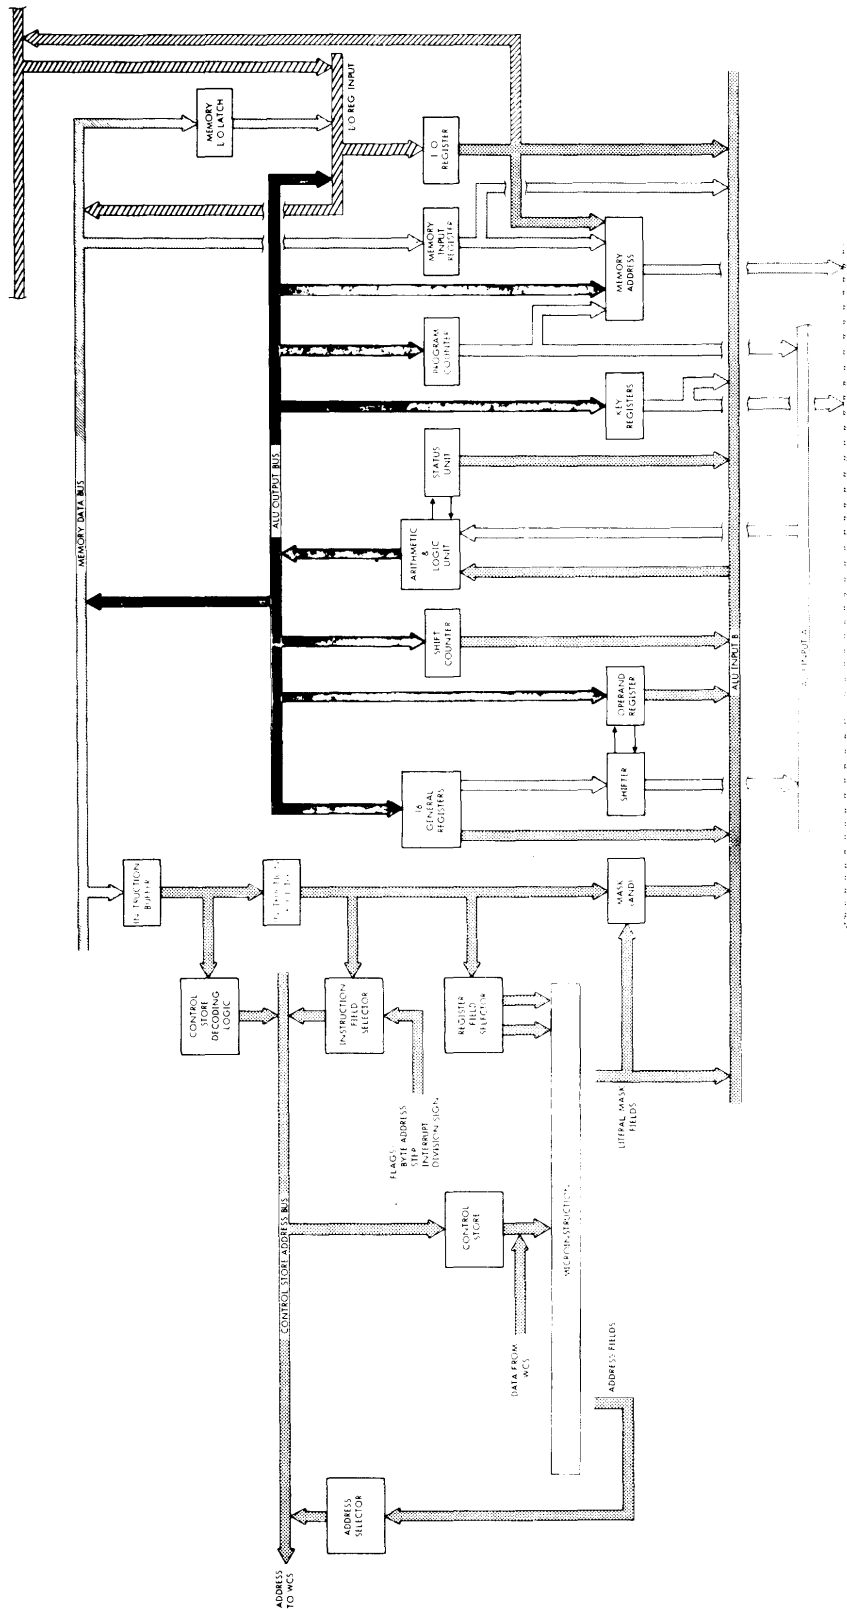 MEMORY DATA BUS
MEMORY
I/O LATCH
I/O REG INPUT
ALU OUTPUT BUS
I/O
REGISTER
MEMORY
INPUT
REGISTER
MEMORY
ADDRESS
PROGRAM
COUNTER
KEY
REGISTERS
STATUS
UNIT
ARITHMETIC
&
LOGIC
UNIT
SHIFT
COUNTER
OPERAND
REGISTER
SHIFTER
16
GENERAL
REGISTERS
ALU INPUT B
INPUT A
BUFFER
MASK
(AND)
CONTROL
STORE
DECODING
LOGIC
INSTRUCTION
FIELD
SELECTOR
REGISTER
FIELD
SELECTOR
FLAGS
BYTE ADDRESS
STEP
INTERRUPT
DIVISION SIGN
LITERAL MASK
FIELDS
CONTROL STORE ADDRESS BUS
CONTROL
STORE
MICROINSTRUCTION
DATA FROM
WCS
ADDRESS FIELDS
ADDRESS
SELECTOR
ADDRESS
TO WCS